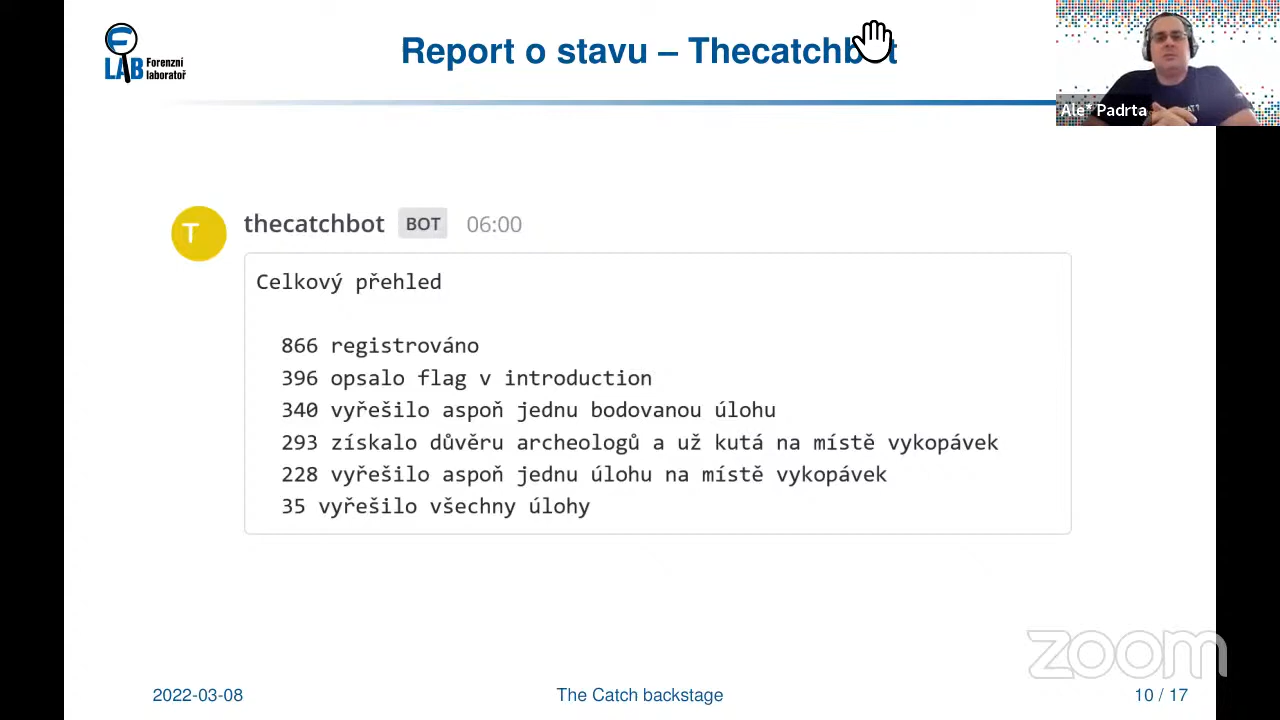 LAB Forenzní
laboratoř
Report o stavu – Thecatchbot
Padrta
T
thecatchbot BOT 06:00
Celkový přehled
866 registrováno
396 opsalo flag v introduction
340 vyřešilo aspoň jednu bodovanou úlohu
293 získalo důvěru archeologů a už kutá na místě vykopávek
228 vyřešilo aspoň jednu úlohu na místě vykopávek
35 vyřešilo všechny úlohy
zoom
2022-03-08 The Catch backstage 10 / 17